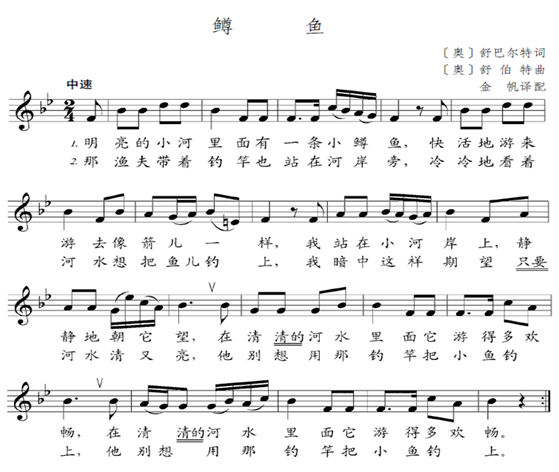 鳟 鱼
〔奥〕舒巴尔特词
〔奥〕舒 伯 特曲
金 帆译配
中速
2 4
1. 明 亮的小河 里 面有 一 条小 鳟 鱼, 快 活地 游来
2. 那 渔夫带着 钓 竿也 站 在河 岸 旁, 冷 冷地 看着
游 去像 箭儿 一 样, 我 站在小 河 岸 上, 静
河 水想 把鱼儿钓 上, 我 暗中这样 期 望 只要
静 地 朝它 望, 在 清 清的河 水里 面它 游得多欢
河水清又 亮, 他 别想 用那 钓 竿把 小鱼钓
畅, 在 清 清的河 水 里 面它 游 得多 欢 畅。
上, 他 别想 用 那 钓 竿把 小 鱼钓 上。